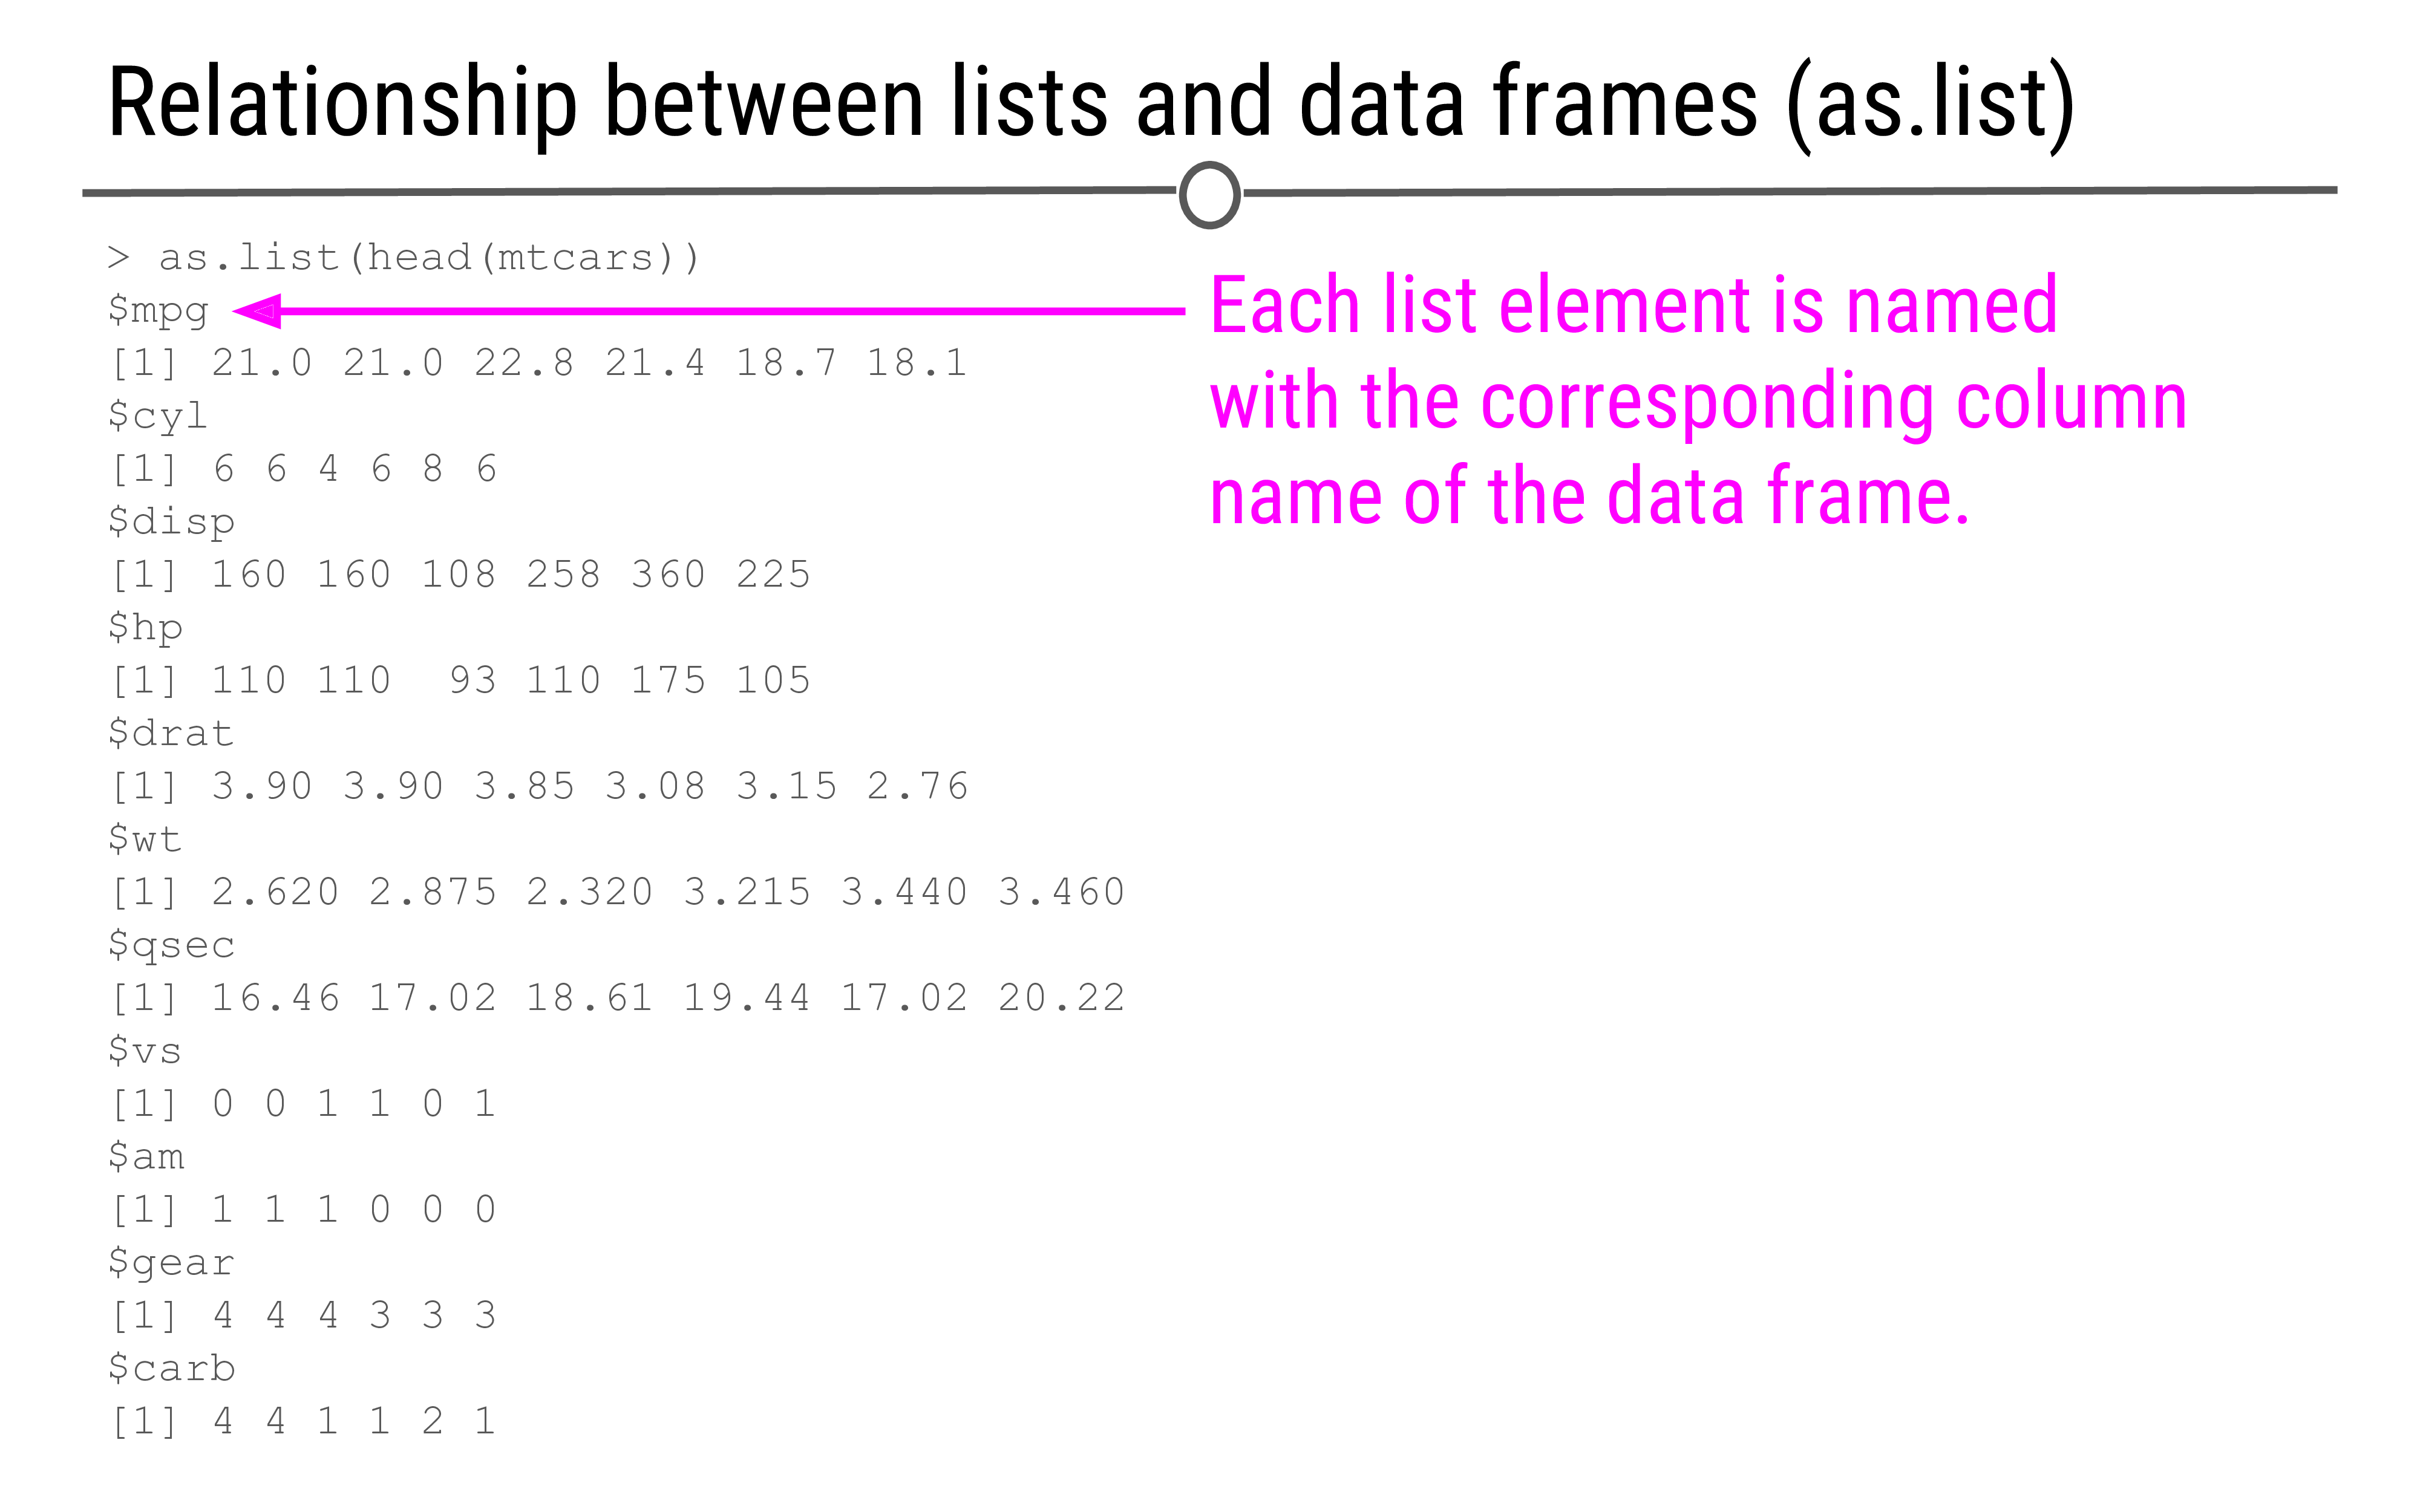 Relationship between lists and data frames (as.list)
> as.list(head(mtcars))
$mpg
[1] 21.0 21.0 22.8 21.4 18.7 18.1
$cyl
[1] 6 6 4 6 8 6
$disp
[1] 160 160 108 258 360 225
$hp
[1] 110 110  93 110 175 105
$drat
[1] 3.90 3.90 3.85 3.08 3.15 2.76
$wt
[1] 2.620 2.875 2.320 3.215 3.440 3.460
$qsec
[1] 16.46 17.02 18.61 19.44 17.02 20.22
$vs
[1] 0 0 1 1 0 1
$am
[1] 1 1 1 0 0 0
$gear
[1] 4 4 4 3 3 3
$carb
[1] 4 4 1 1 2 1
Each list element is named
with the corresponding column
name of the data frame.